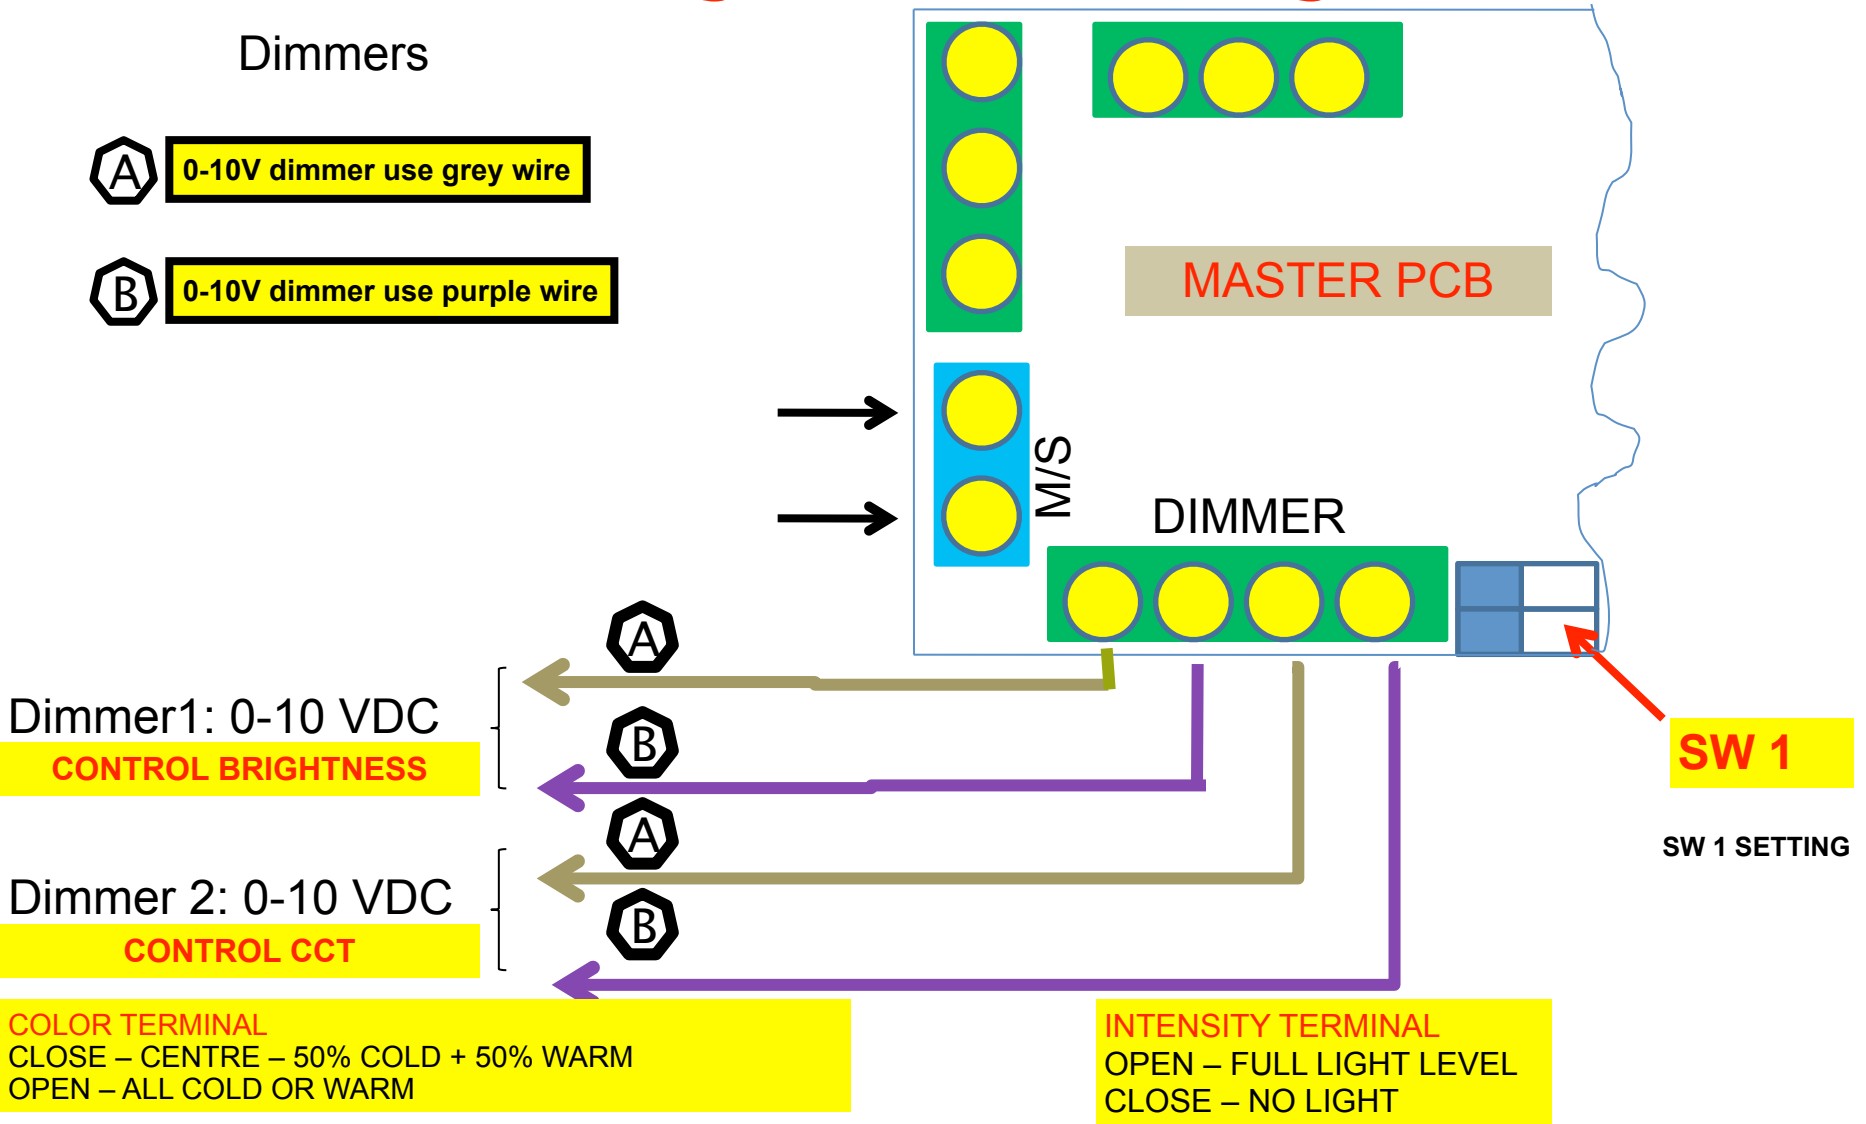 Dimmers
A
0-10V dimmer use grey wire
B
0-10V dimmer use purple wire
MASTER PCB
M/S
DIMMER
A
Dimmer1: 0-10 VDC
CONTROL BRIGHTNESS
B
A
Dimmer 2: 0-10 VDC
CONTROL CCT
B
SW 1
SW 1 SETTING
COLOR TERMINAL
CLOSE – CENTRE – 50% COLD + 50% WARM
OPEN – ALL COLD OR WARM
INTENSITY TERMINAL
OPEN – FULL LIGHT LEVEL
CLOSE – NO LIGHT